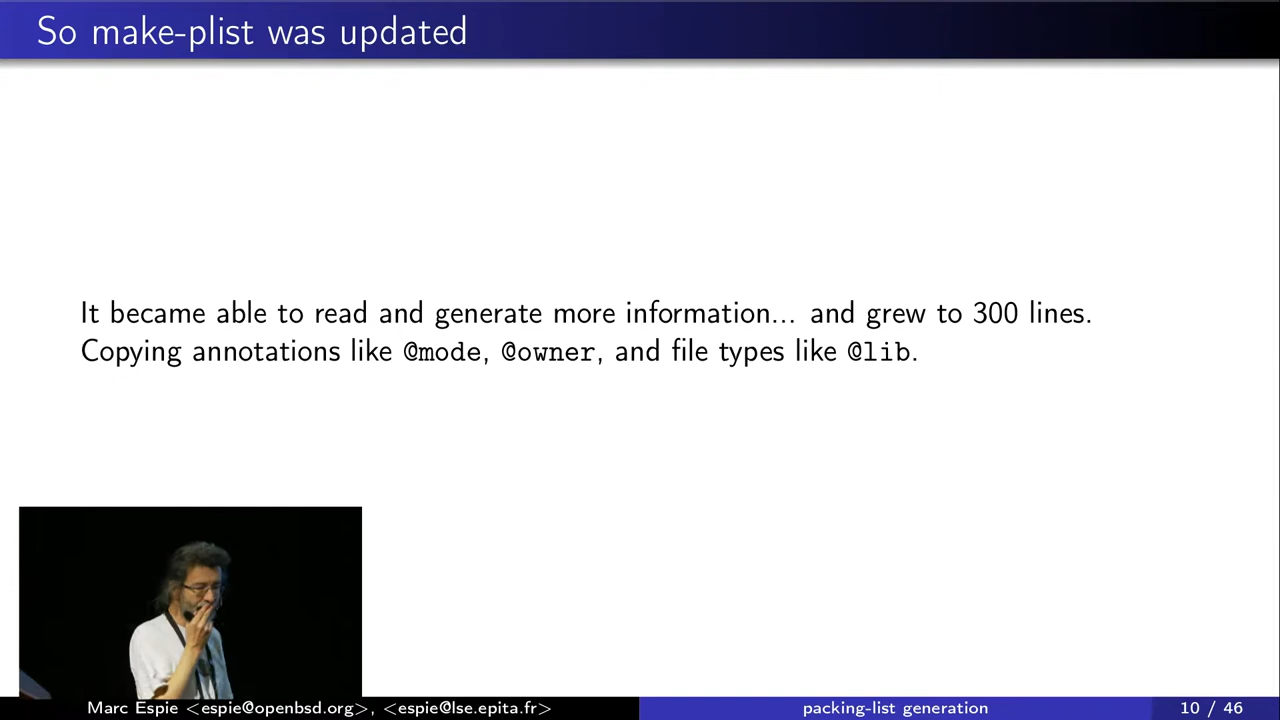 So make-plist was updated
It became able to read and generate more information... and grew to 300 lines.
Copying annotations like @mode, @owner, and file types like @lib.
Marc Espie <espie@openbsd.org>, <espie@lse.epita.fr>
packing-list generation
10 / 46